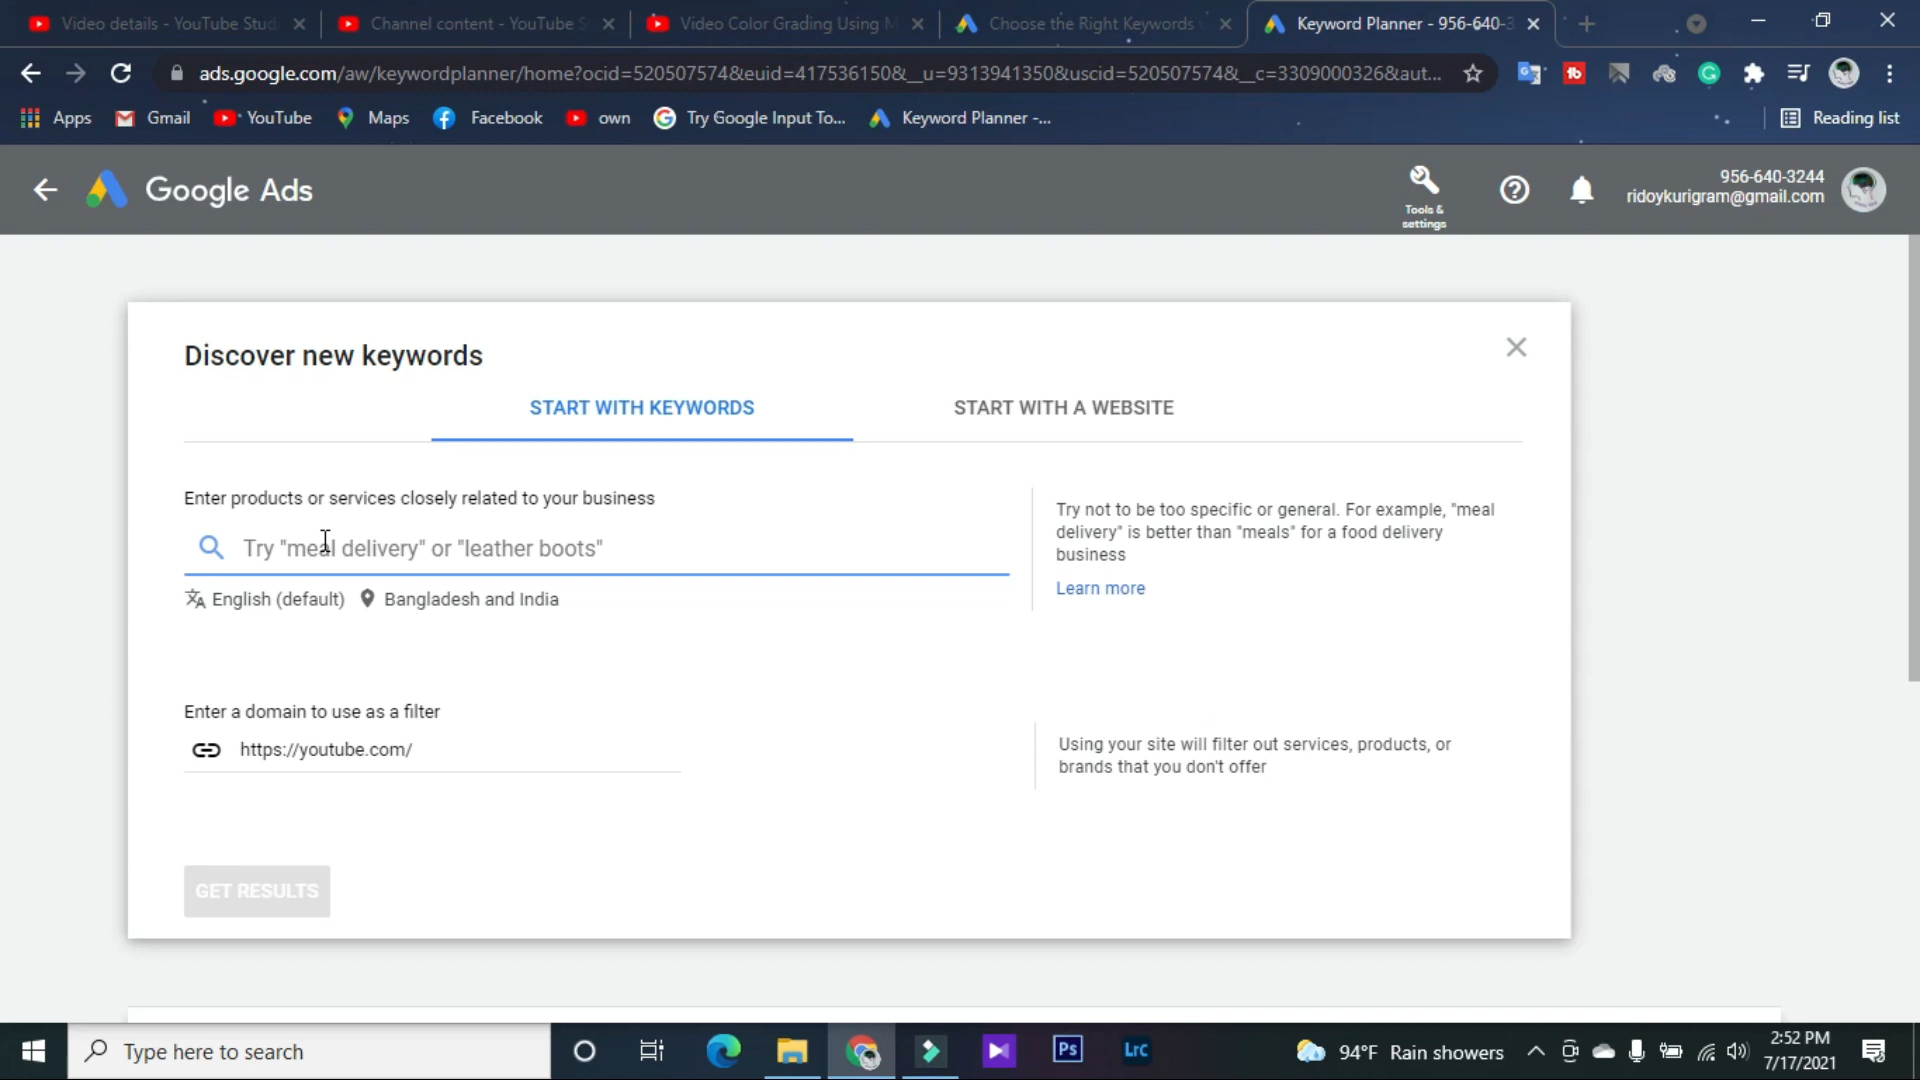 Video details - YouTube Stud
Channel content - YouTube S
Video Color Grading Using M
Choose the Right Keywords
Keyword Planner - 956-640-3
ads.google.com/aw/keywordplanner/home?ocid=520507574&euid=417536150&__u=9313941350&uscid=520507574&__c=3309000326&aut...
Apps
Gmail
YouTube
Maps
Facebook
own
Try Google Input To...
Keyword Planner -...
Reading list
Google Ads
Tools &
settings
956-640-3244
ridoykurigram@gmail.com
Discover new keywords
START WITH KEYWORDS
START WITH A WEBSITE
Enter products or services closely related to your business
Try "meal delivery" or "leather boots"
English (default)
Bangladesh and India
Try not to be too specific or general. For example, "meal
delivery" is better than "meals" for a food delivery
business
Learn more
Enter a domain to use as a filter
https://youtube.com/
Using your site will filter out services, products, or
brands that you don't offer
GET RESULTS
Type here to search
Ps
LrC
94°F Rain showers
2:52 PM
7/17/2021